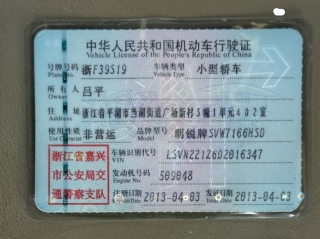 中华人民共和国机动车行驶证
Vehicle License of the People's Republic of China
号牌号码 浙F39S19 车辆类型 小型轿车
Plate No. Vehicle Type
所有人 吕平
Owner
住址 浙江省平湖市当湖街道广场新村5幢1单元402室
Address
使用性质 非营运 品牌型号 明锐牌SVW7166HSD
Use Character Model
浙江省嘉兴 车辆识别代号 LSVN22126D2016347
VIN
市公安局交 发动机号码 509048
Engine No.
通警察支队 注册日期 2013-04-03 发证日期 2013-04-03
Register Date Issue Date